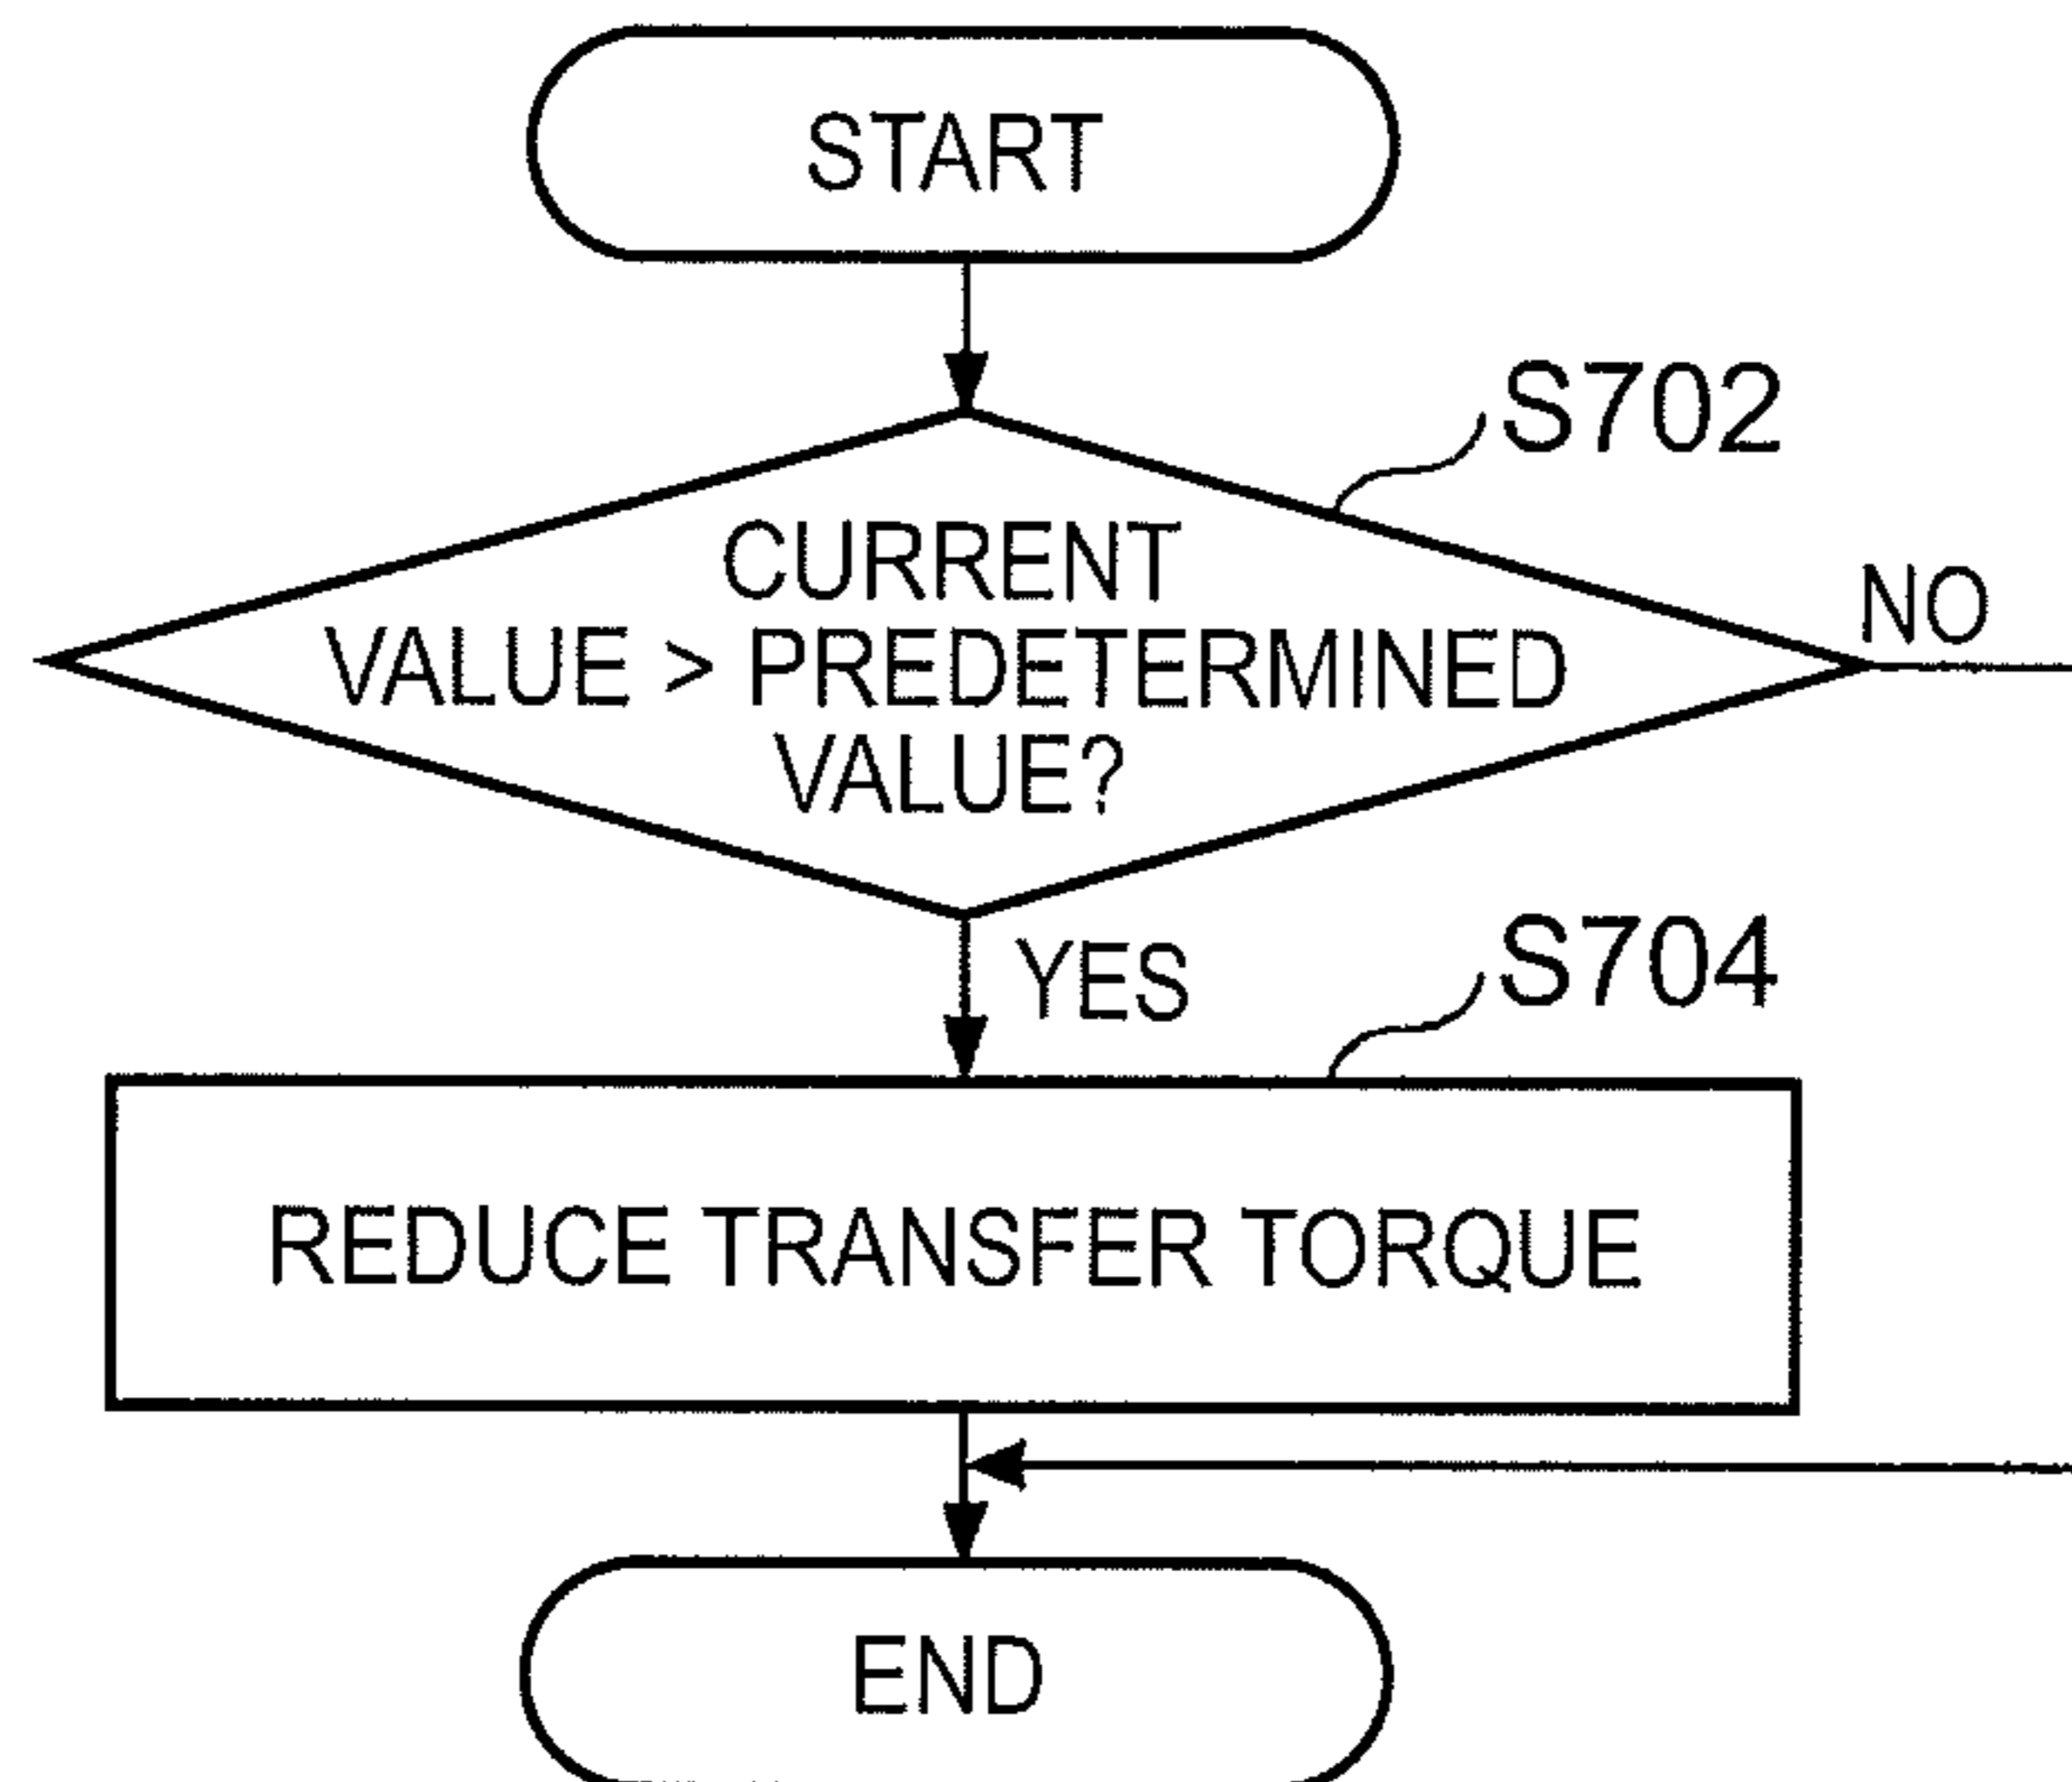 START
S702
CURRENT
VALUE > PREDETERMINED
VALUE?
NO
YES
S704
REDUCE TRANSFER TORQUE
END